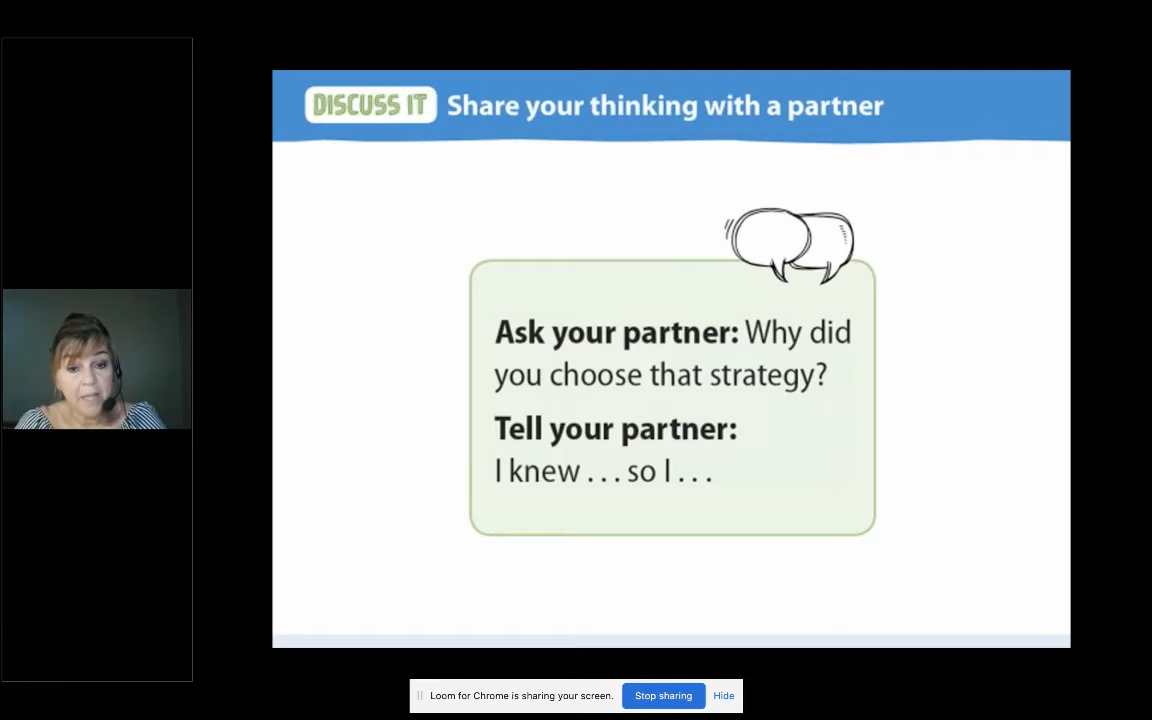 DISCUSS IT Share your thinking with a partner
Ask your partner: Why did
you choose that strategy?
Tell your partner:
I knew . . . so I . . .
Loom for Chrome is sharing your screen. Stop sharing Hide